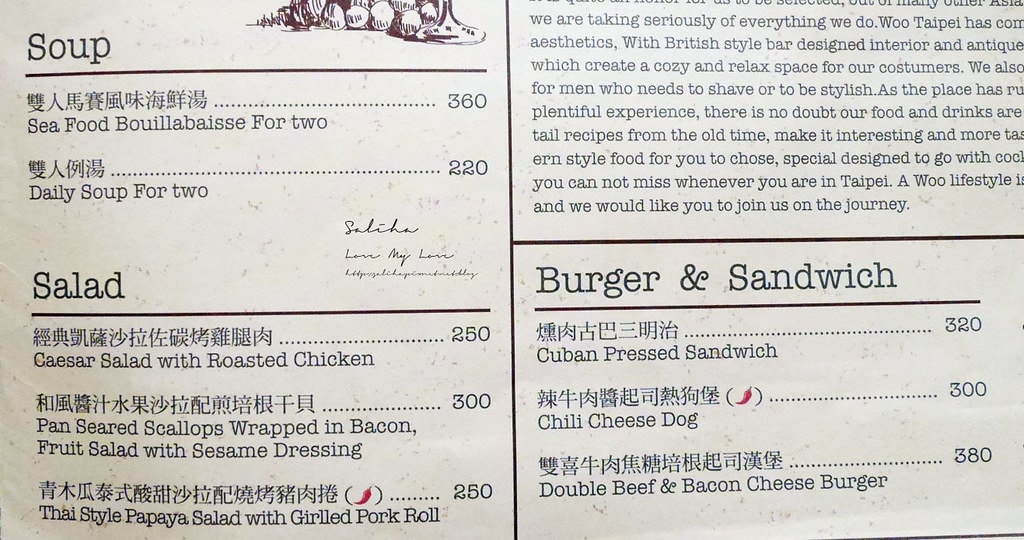 Soup
雙人馬賽風味海鮮湯 ........................................ 360
Sea Food Bouillabaisse For two
雙人例湯 ........................................................... 220
Daily Soup For two
Saliha
Love My Love
Salad
經典凱薩沙拉佐碳烤雞腿肉 ............................. 250
Caesar Salad with Roasted Chicken
和風醬汁水果沙拉配煎培根干貝 ..................... 300
Pan Seared Scallops Wrapped in Bacon,
Fruit Salad with Sesame Dressing
青木瓜泰式酸甜沙拉配燒烤豬肉捲 (🌶) ......... 250
Thai Style Papaya Salad with Girlled Pork Roll
we are taking seriously of everything we do.Woo Taipei has com
aesthetics, With British style bar designed interior and antique
which create a cozy and relax space for our costumers. We also
for men who needs to shave or to be stylish.As the place has ru
plentiful experience, there is no doubt our food and drinks are
tail recipes from the old time, make it interesting and more tas
ern style food for you to chose, special designed to go with cock
you can not miss whenever you are in Taipei. A Woo lifestyle is
and we would like you to join us on the journey.
Burger & Sandwich
燻肉古巴三明治 ............................................. 320
Cuban Pressed Sandwich
辣牛肉醬起司熱狗堡 (🌶) .............................. 300
Chili Cheese Dog
雙喜牛肉焦糖培根起司漢堡 ........................... 380
Double Beef & Bacon Cheese Burger